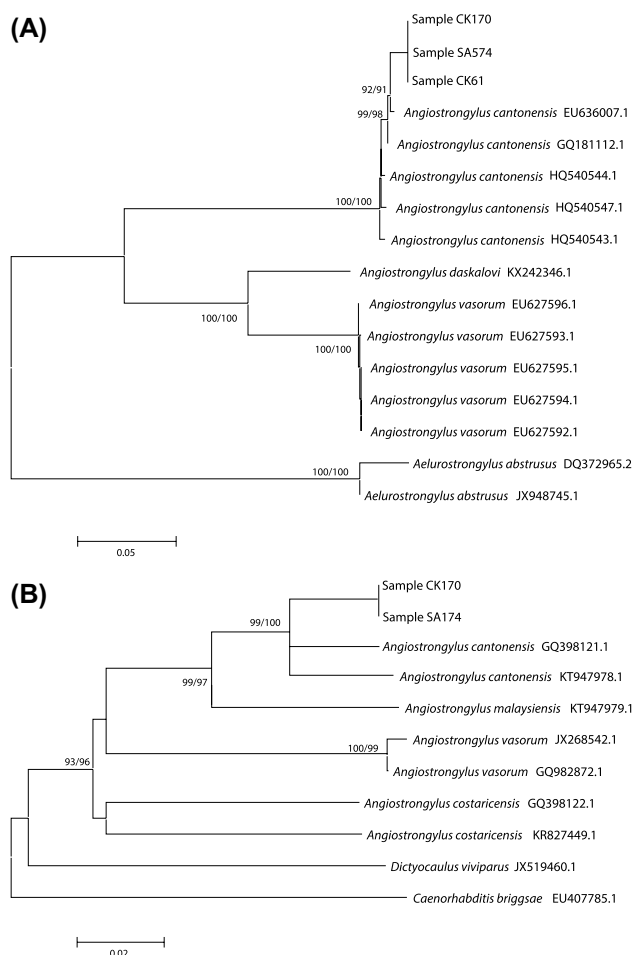 (A)
Sample CK170
Sample SA574
Sample CK61
92/91
Angiostrongylus cantonensis EU636007.1
99/98
Angiostrongylus cantonensis GQ181112.1
Angiostrongylus cantonensis HQ540544.1
100/100
Angiostrongylus cantonensis HQ540547.1
Angiostrongylus cantonensis HQ540543.1
Angiostrongylus daskalovi KX242346.1
Angiostrongylus vasorum EU627596.1
100/100
Angiostrongylus vasorum EU627593.1
100/100
Angiostrongylus vasorum EU627595.1
Angiostrongylus vasorum EU627594.1
Angiostrongylus vasorum EU627592.1
Aelurostrongylus abstrusus DQ372965.2
100/100
Aelurostrongylus abstrusus JX948745.1
0.05
(B)
Sample CK170
Sample SA174
99/100
Angiostrongylus cantonensis GQ398121.1
Angiostrongylus cantonensis KT947978.1
99/97
Angiostrongylus malaysiensis KT947979.1
Angiostrongylus vasorum JX268542.1
100/99
Angiostrongylus vasorum GQ982872.1
93/96
Angiostrongylus costaricensis GQ398122.1
Angiostrongylus costaricensis KR827449.1
Dictyocaulus viviparus JX519460.1
Caenorhabditis briggsae EU407785.1
0.02